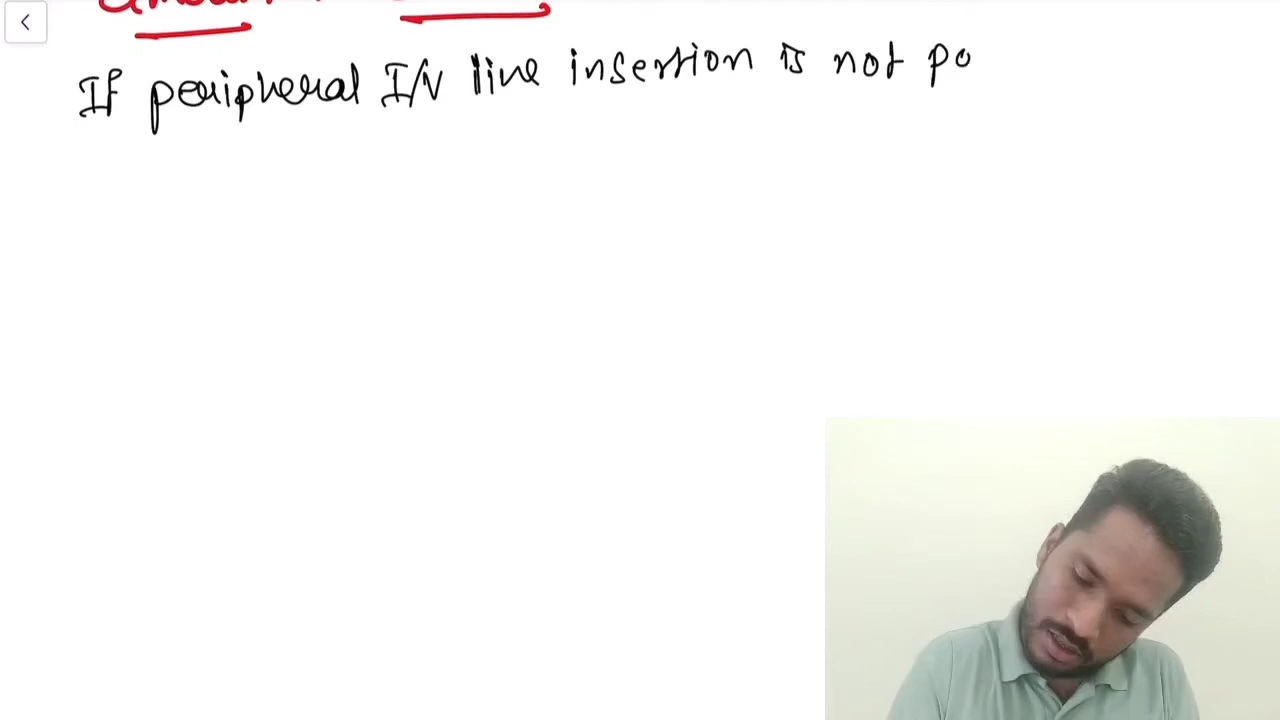 If peripheral I/V line insertion is not po